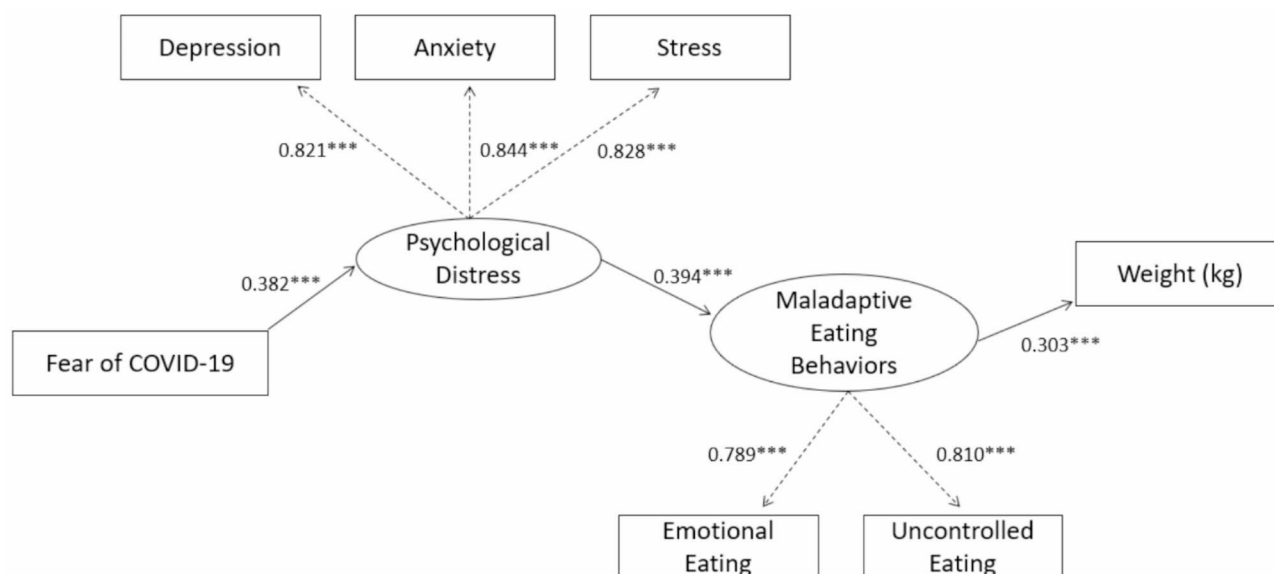 Depression
Anxiety
Stress
0.821***
0.844***
0.828***
Psychological
Distress
0.382***
0.394***
Weight (kg)
Maladaptive
Eating
Behaviors
0.303***
Fear of COVID-19
0.789***
0.810***
Emotional
Eating
Uncontrolled
Eating